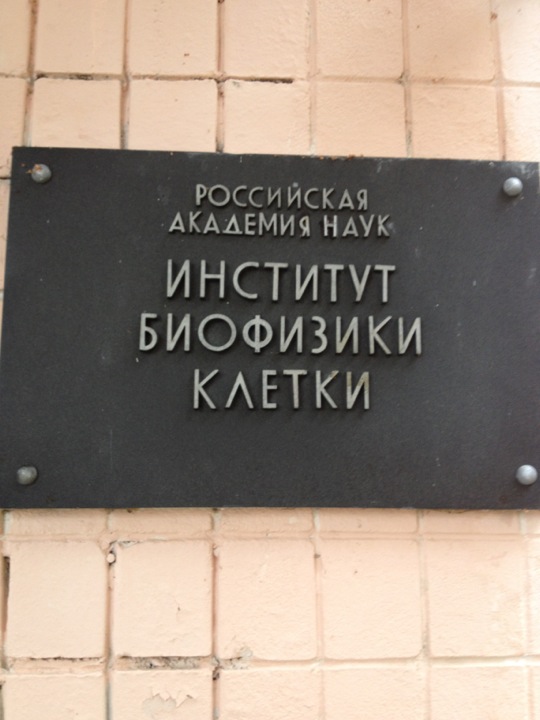 РОССИЙСКАЯ
АКАДЕМИЯ НАУК
ИНСТИТУТ
БИОФИЗИКИ
КЛЕТКИ